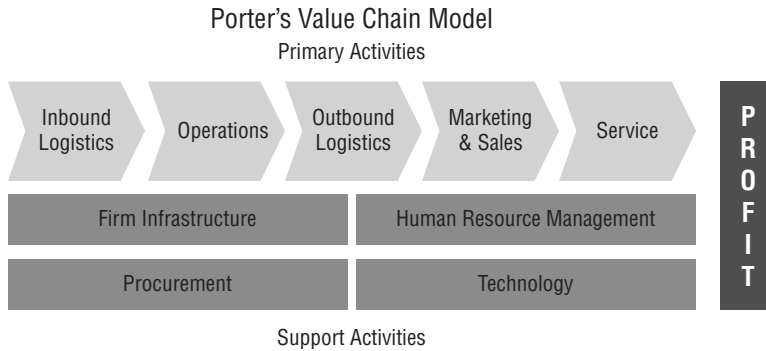 Porter’s Value Chain Model
Primary Activities
Inbound
Logistics
Operations
Outbound
Logistics
Marketing
& Sales
Service
Firm Infrastructure
Human Resource Management
Procurement
Technology
PROFIT
Support Activities